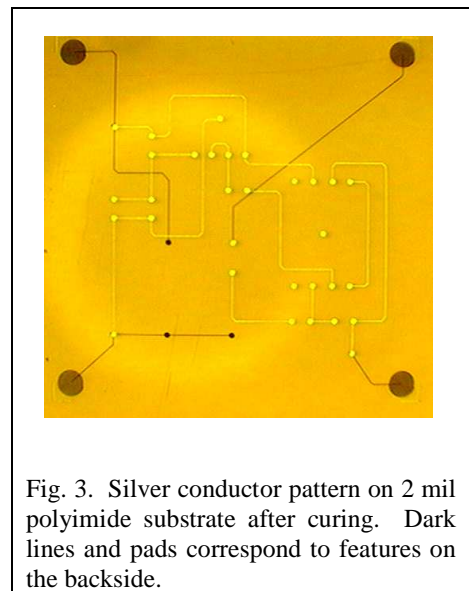 Fig. 3. Silver conductor pattern on 2 mil
polyimide substrate after curing. Dark
lines and pads correspond to features on
the backside.